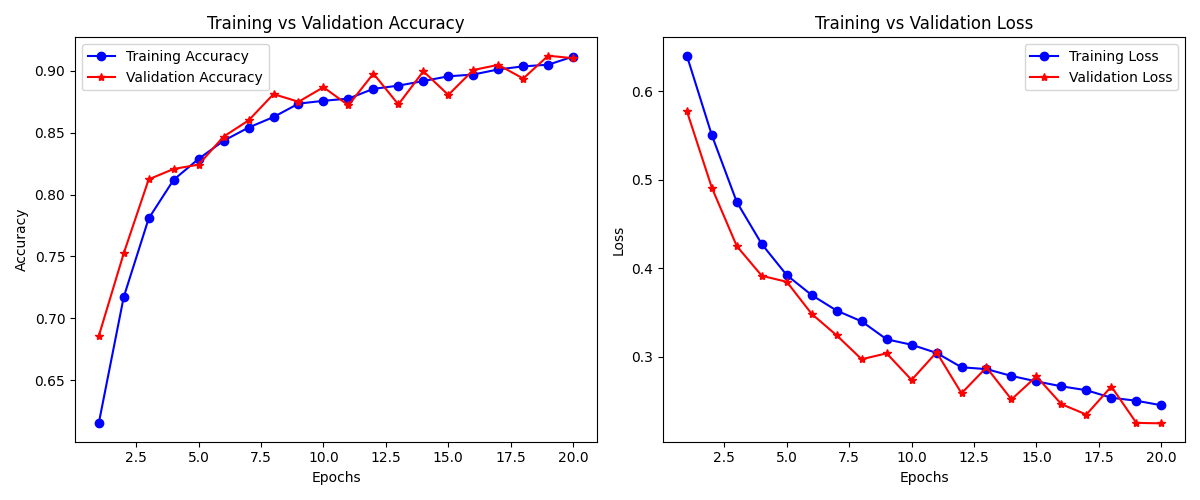 Training vs Validation Accuracy
Training Accuracy
Validation Accuracy
0.90
0.85
0.80
0.75
0.70
0.65
Accuracy
2.5 5.0 7.5 10.0 12.5 15.0 17.5 20.0
Epochs
Training vs Validation Loss
Training Loss
Validation Loss
0.6
0.5
0.4
0.3
Loss
2.5 5.0 7.5 10.0 12.5 15.0 17.5 20.0
Epochs